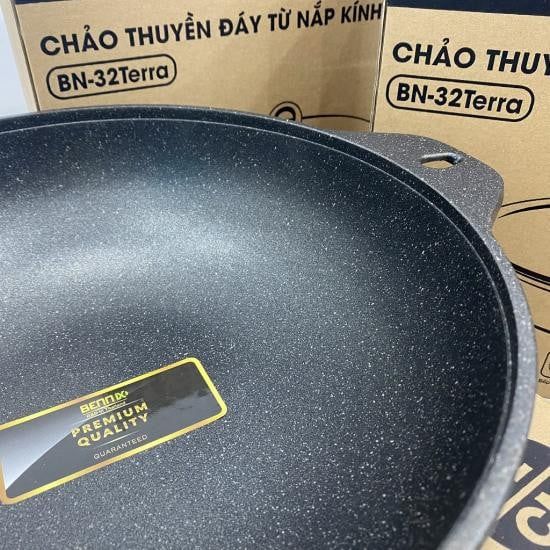 CHẢO THUYỀN ĐÁY TỪ NẮP KÍNH
BN-32Terra
CHẢO THUY
BN-32Terra
BENNIX
PREMIUM
QUALITY
GUARANTEED